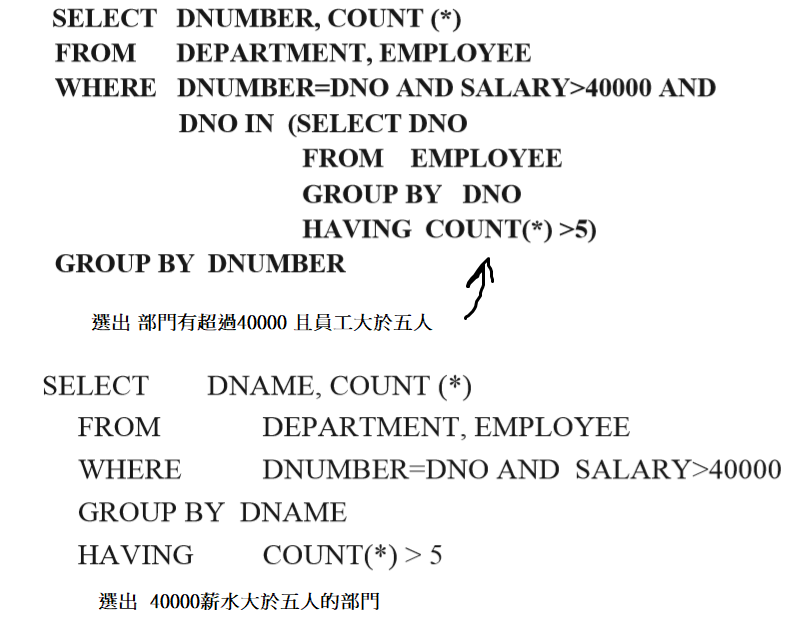 SELECT DNUMBER, COUNT (*)
FROM DEPARTMENT, EMPLOYEE
WHERE DNUMBER=DNO AND SALARY>40000 AND
DNO IN (SELECT DNO
FROM EMPLOYEE
GROUP BY DNO
HAVING COUNT(*) >5)
GROUP BY DNUMBER
選出 部門有超過40000 且員工大於五人
SELECT DNAME, COUNT (*)
FROM DEPARTMENT, EMPLOYEE
WHERE DNUMBER=DNO AND SALARY>40000
GROUP BY DNAME
HAVING COUNT(*) > 5
選出 40000薪水大於五人的部門